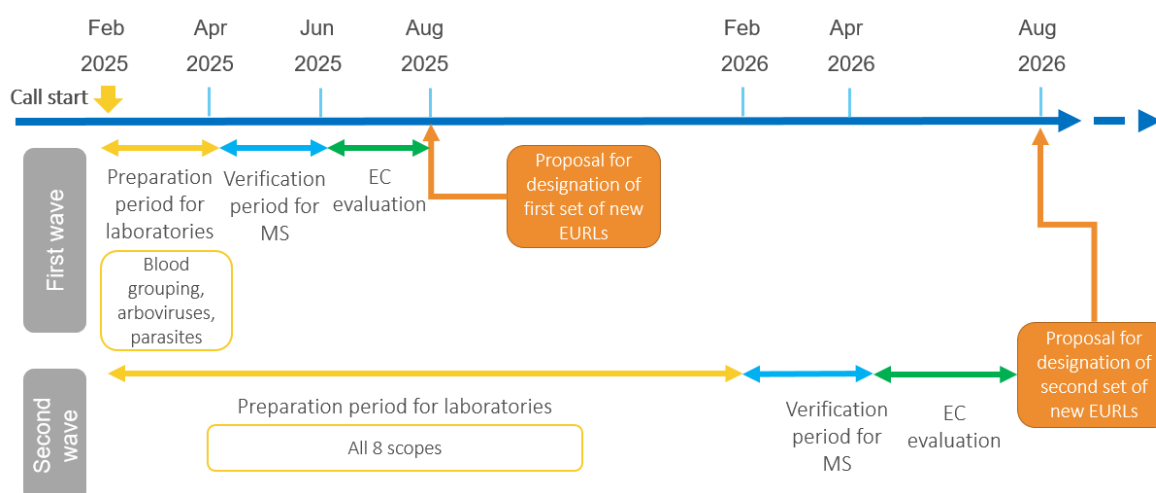 Feb
2025
Apr
2025
Jun
2025
Aug
2025
Feb
2026
Apr
2026
Aug
2026
Call start
First wave
Preparation
period for
laboratories
Verification
period for
MS
EC
evaluation
Proposal for
designation of
first set of new
EURLs
Blood
grouping,
arboviruses,
parasites
Second
wave
Preparation period for laboratories
All 8 scopes
Verification
period for
MS
EC
evaluation
Proposal for
designation of
second set of
new EURLs